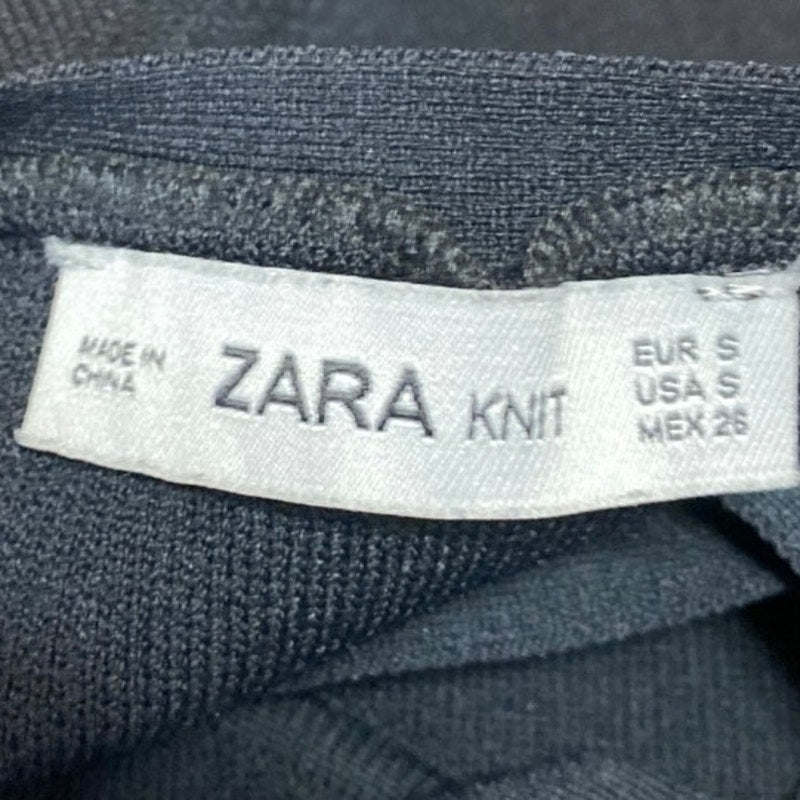 MADE IN
CHINA
ZARA KNIT
EUR S
USA S
MEX 26